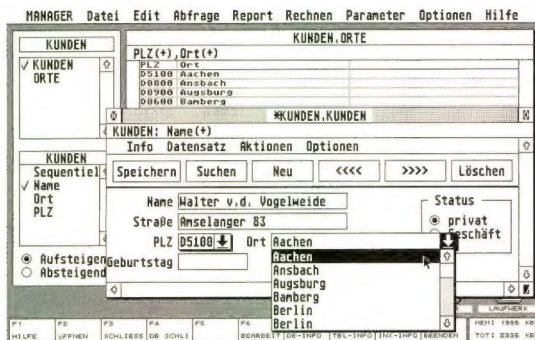 MANAGER Datei Edit Abfrage Report Rechnen Parameter Optionen Hilfe
KUNDEN
✓ KUNDEN
ORTE
KUNDEN.ORTE
PLZ(+),Ort(+)
PLZ Ort
D5100 Aachen
D8800 Ansbach
D8900 Augsburg
D8600 Bamberg
*KUNDEN.KUNDEN
KUNDEN: Name(+)
Info Datensatz Aktionen Optionen
Speichern Suchen Neu <<<< >>>> Löschen
KUNDEN
Sequentiel
✓ Name
Ort
PLZ
Aufsteigen
Absteigend
Name Walter v.d. Vogelweide
Straße Amselanger 83
PLZ D5100 Ort Aachen
Geburtstag
Status
privat
Geschäft
Aachen
Ansbach
Augsburg
Bamberg
Berlin
Berlin
LAUFWERK
F1 F2 F3 F4 F5 F6
HILFE ÖFFNEN SCHLIESS DB SCHLI BEARBEIT DE-INFO TBL-INFO INX-INFO BEENDEN